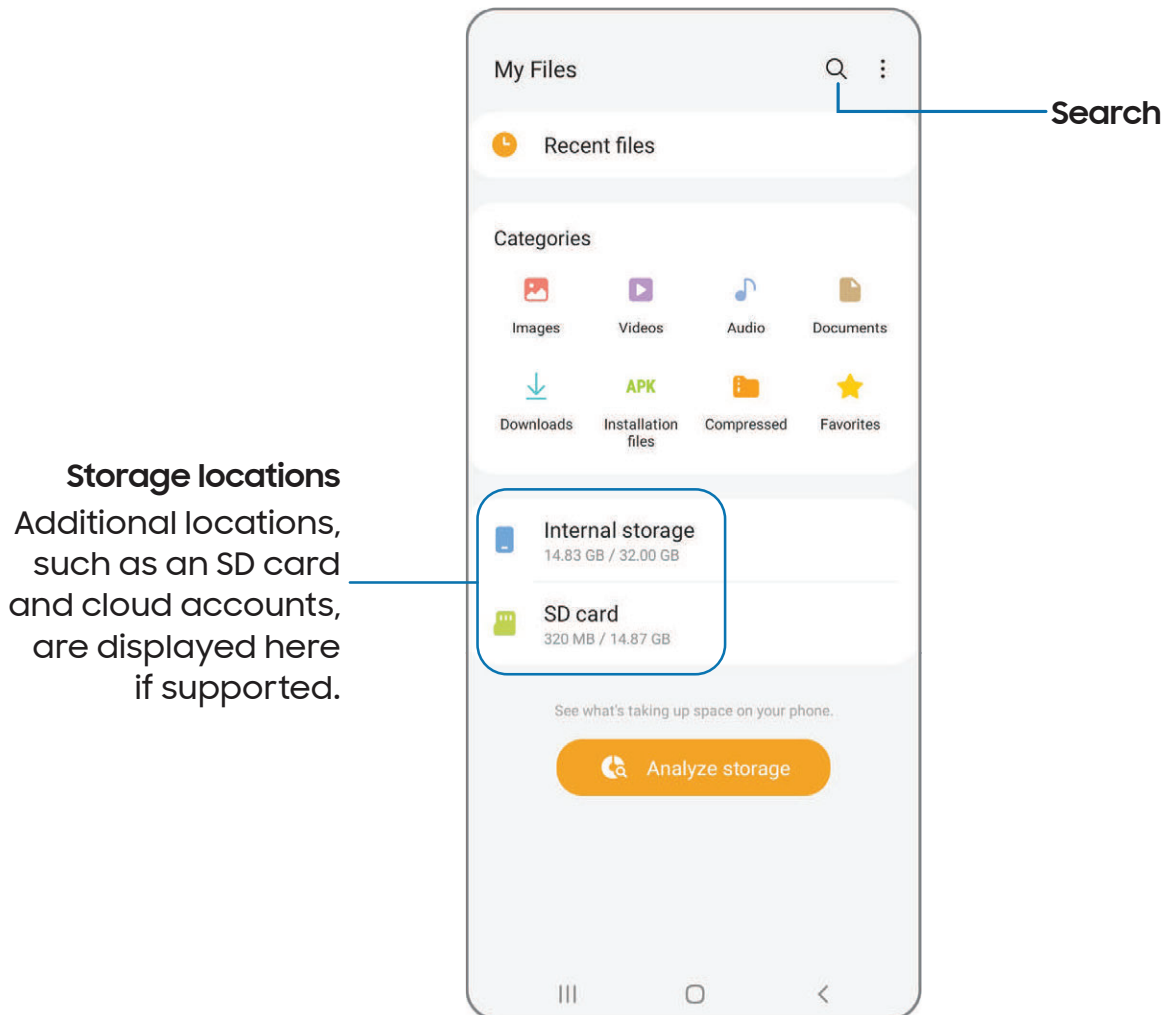 My Files
Search
Recent files
Categories
Images
Videos
Audio
Documents
APK
Downloads
Installation
files
Compressed
Favorites
Storage locations
Additional locations,
such as an SD card
and cloud accounts,
are displayed here
if supported.
Internal storage
14.83 GB / 32.00 GB
SD card
320 MB / 14.87 GB
See what's taking up space on your phone.
Analyze storage